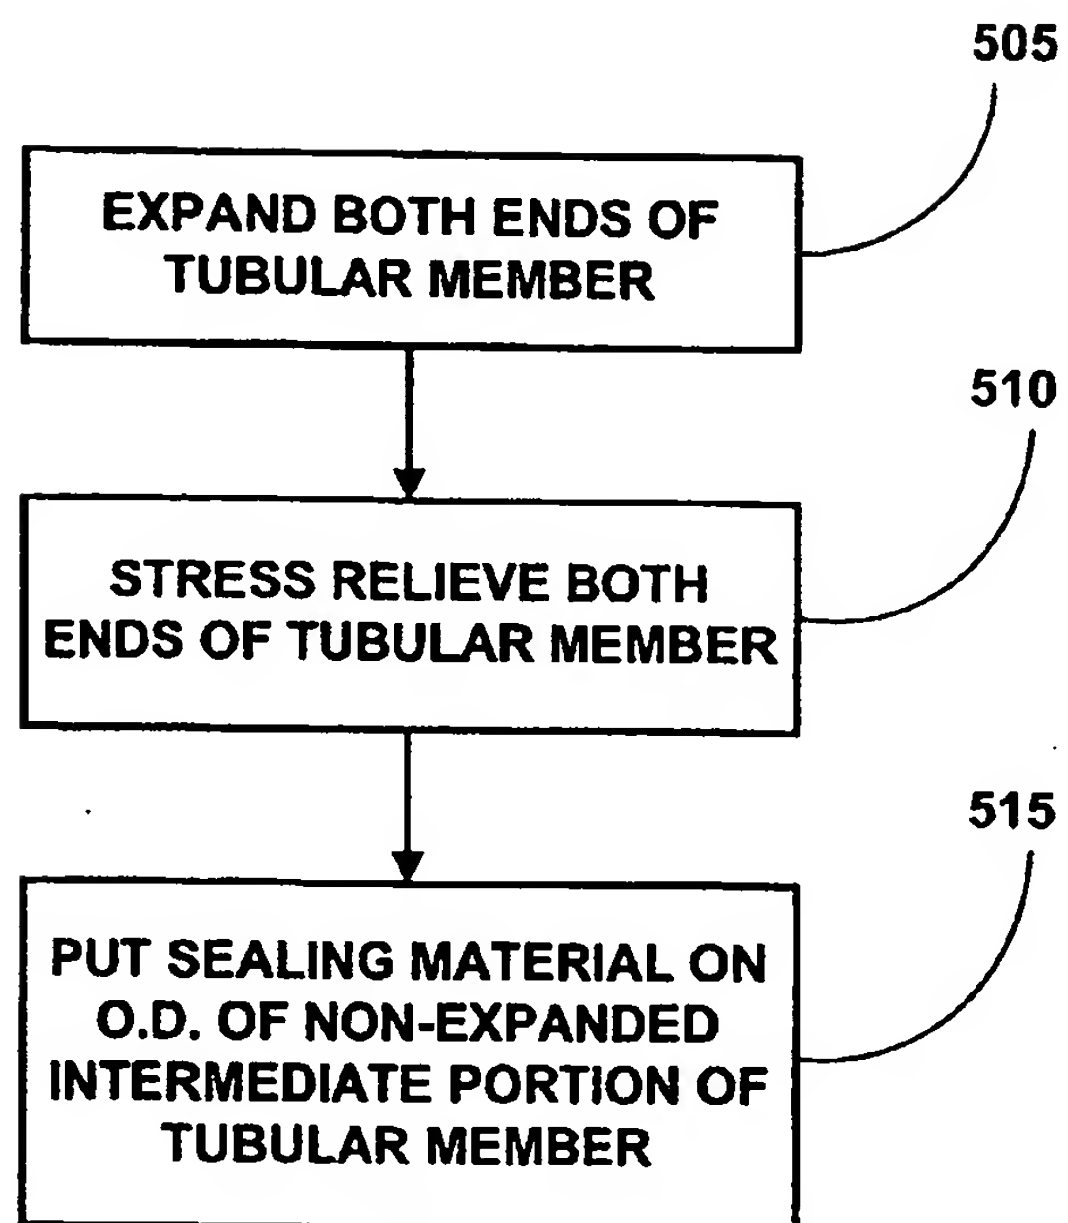 505
EXPAND BOTH ENDS OF
TUBULAR MEMBER
510
STRESS RELIEVE BOTH
ENDS OF TUBULAR MEMBER
515
PUT SEALING MATERIAL ON
O.D. OF NON-EXPANDED
INTERMEDIATE PORTION OF
TUBULAR MEMBER